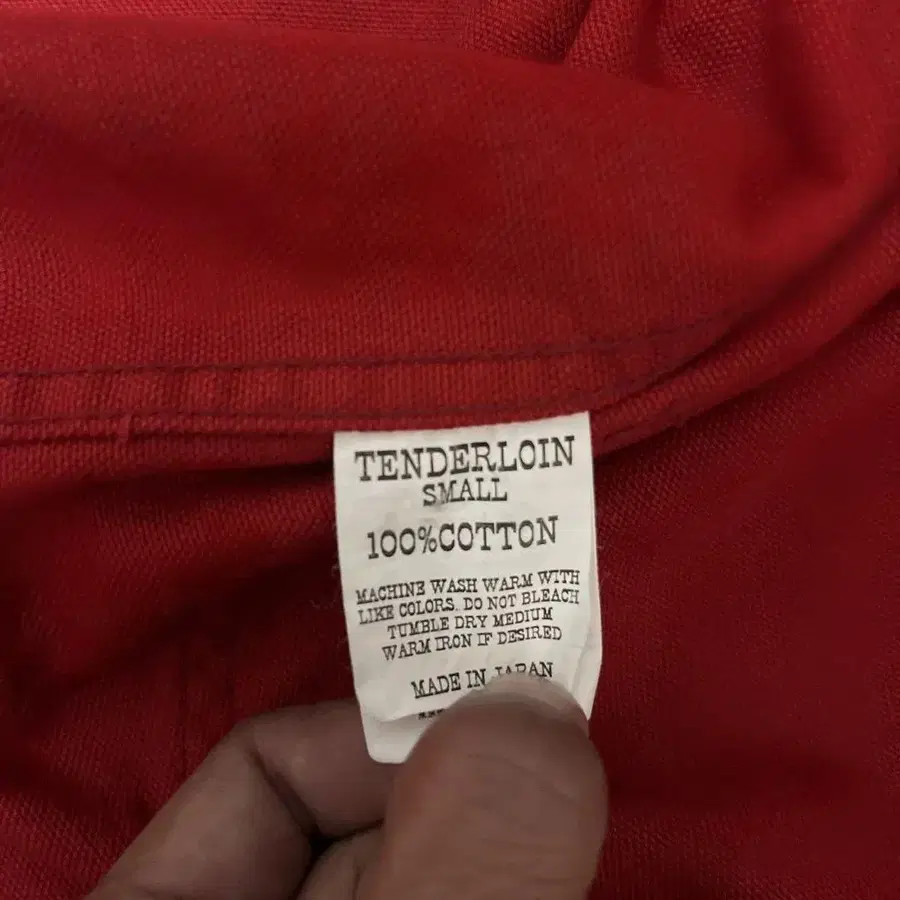 TENDERLOIN
SMALL
100%COTTON
MACHINE WASH WARM WITH
LIKE COLORS. DO NOT BLEACH
TUMBLE DRY MEDIUM
WARM IRON IF DESIRED
MADE IN JAPAN